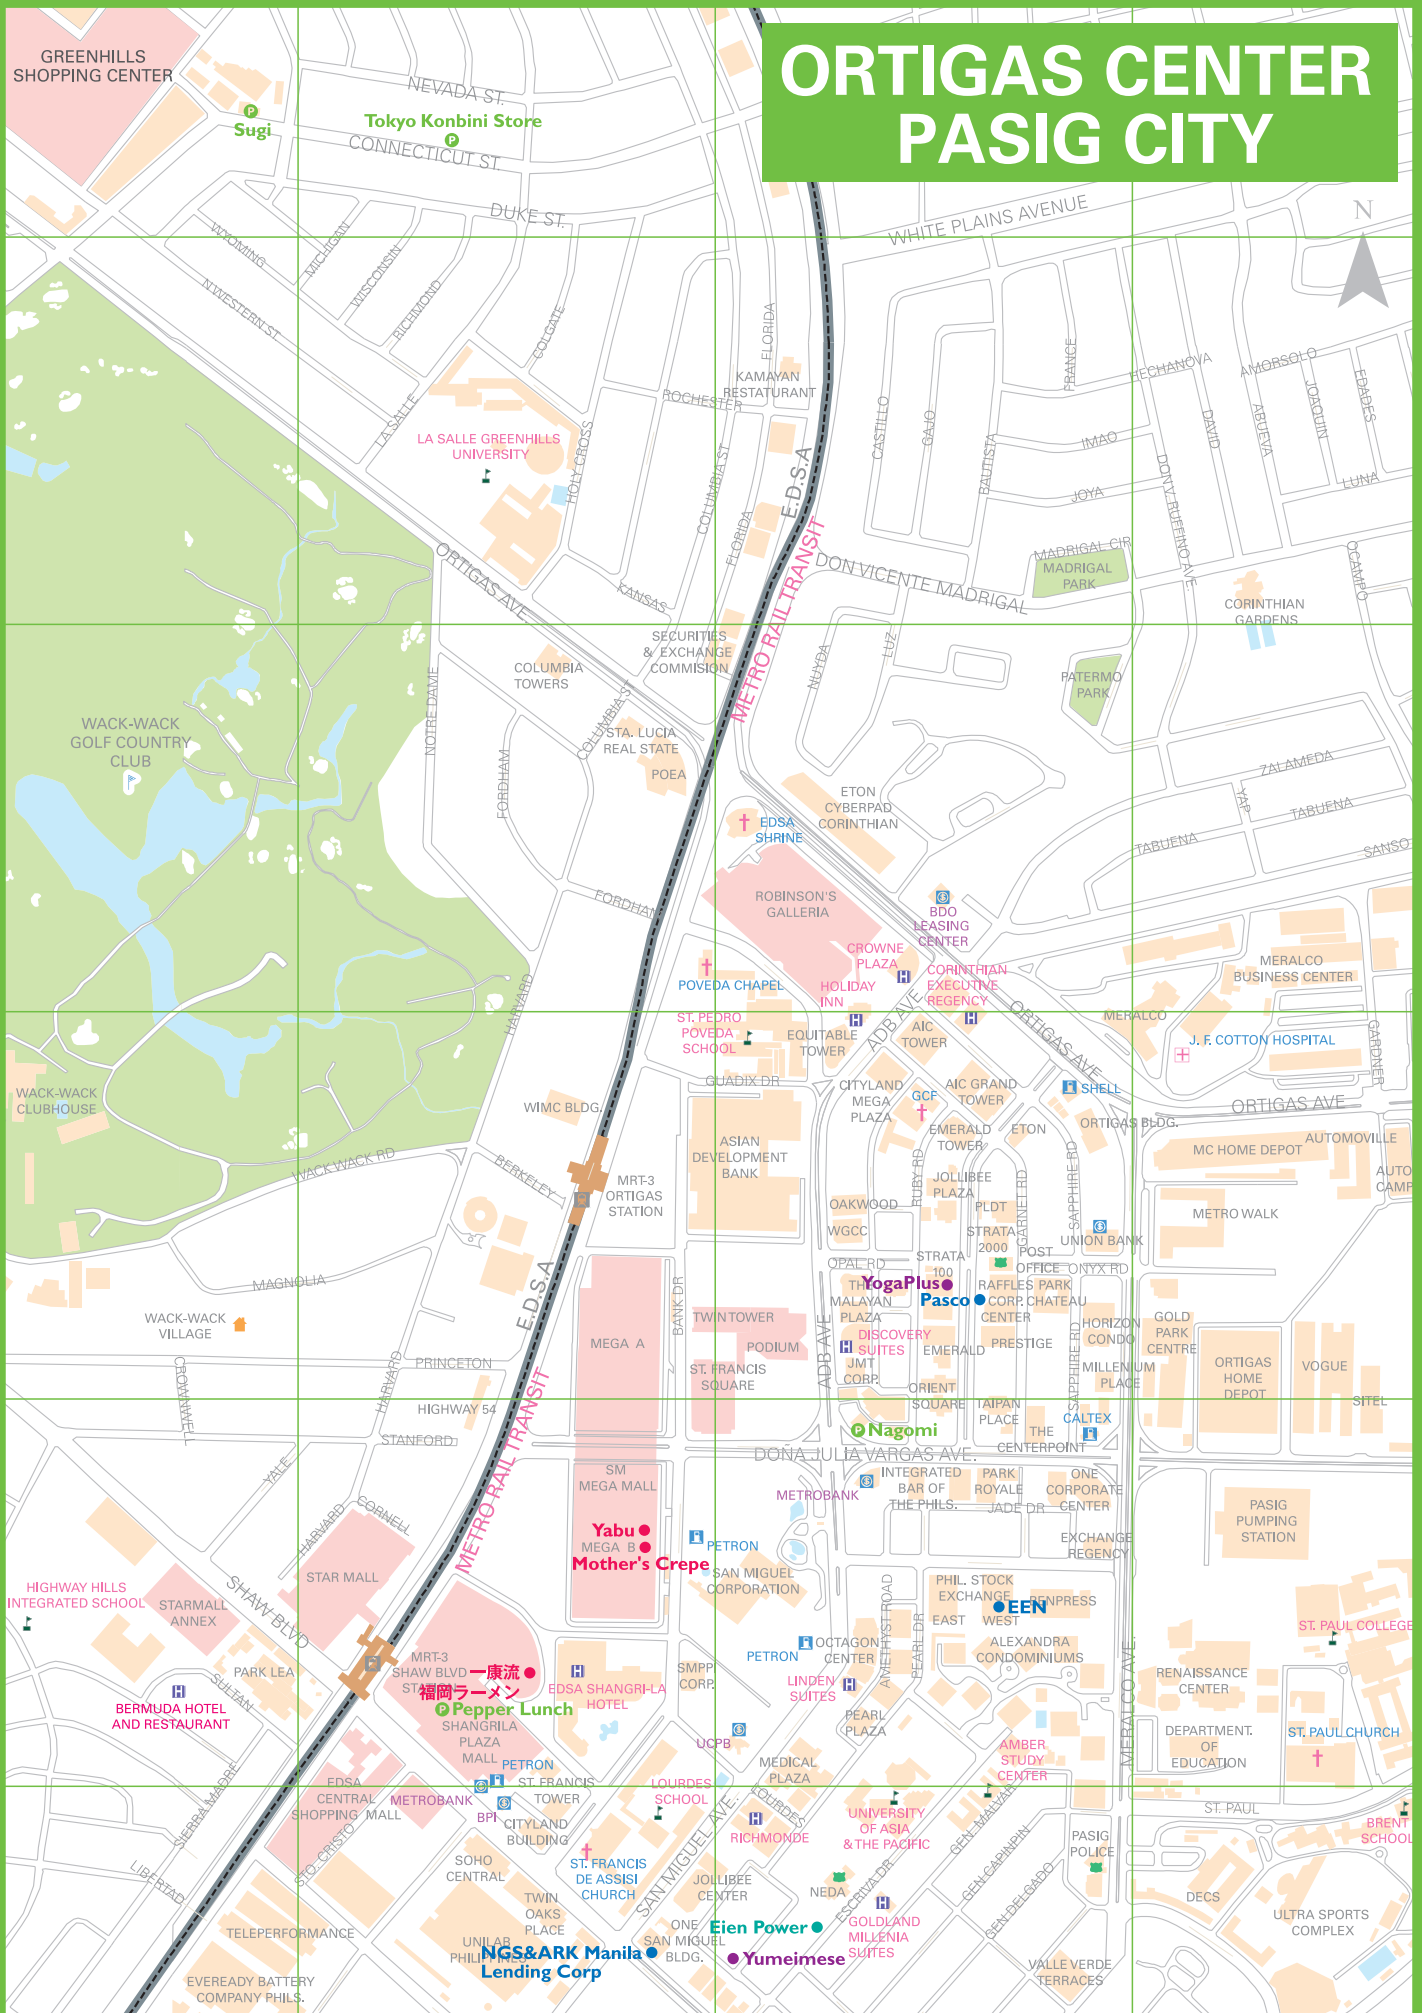 ORTIGAS CENTER
PASIG CITY
N
GREENHILLS
SHOPPING CENTER
Sugi
Tokyo Konbini Store
NEVADA ST.
CONNECTICUT ST.
DUKE ST.
WHITE PLAINS AVENUE
WYOMING
MICHIGAN
WISCONSIN
RICHMOND
N.WESTERN ST
COLGATE
LA SALLE
FLORIDA
KAMAYAN
RESTATURANT
ROCHESTER
LA SALLE GREENHILLS
UNIVERSITY
HOLY CROSS
COLUMBIA ST
FLORIDA
E.D.S.A
CASTILLO
GAJO
BAUTISTA
FRANCE
HECHANOVA
AMORSOLO
IMAO
JOYA
DAVID
ABUEVA
JOAQUIN
EDADES
LUNA
DON V. RUFFINO AVE.
OCAMPO
ORTIGAS AVE.
KANSAS
METRO RAIL TRANSIT
DON VICENTE MADRIGAL
MADRIGAL CIR
MADRIGAL
PARK
CORINTHIAN
GARDENS
SECURITIES
& EXCHANGE
COMMISION
COLUMBIA
TOWERS
NUYDA
LUZ
PATERMO
PARK
NOTRE DAME
COLUMBIA ST
FORDHAM
STA. LUCIA
REAL STATE
POEA
WACK-WACK
GOLF COUNTRY
CLUB
ETON
CYBERPAD
CORINTHIAN
EDSA
SHRINE
ZALAMEDA
YAP
TABUENA
TABUENA
SANSO
FORDHAM
ROBINSON'S
GALLERIA
BDO
LEASING
CENTER
CROWNE
PLAZA
HOLIDAY
INN
CORINTHIAN
EXECUTIVE
REGENCY
MERALCO
BUSINESS CENTER
POVEDA CHAPEL
HARVARD
ST. PEDRO
POVEDA
SCHOOL
EQUITABLE
TOWER
ADB AVE
AIC
TOWER
ORTIGAS AVE
MERALCO
J. F. COTTON HOSPITAL
GARDNER
GUADIX DR
WACK-WACK
CLUBHOUSE
WIMC BLDG.
CITYLAND
MEGA
PLAZA
GCF
AIC GRAND
TOWER
SHELL
ORTIGAS AVE
EMERALD
TOWER
ETON
ORTIGAS BLDG.
ASIAN
DEVELOPMENT
BANK
MC HOME DEPOT
AUTOMOVILLE
AUTO
CAMP
WACK WACK RD
BERKELEY
MRT-3
ORTIGAS
STATION
RUBY RD
JOLLIBEE
PLAZA
GARNET RD
SAPPHIRE RD
OAKWOOD
WGCC
PLDT
STRATA
2000
UNION BANK
METRO WALK
MAGNOLIA
E.D.S.A
OPAL RD
STRATA
100
POST
OFFICE
ONYX RD
YogaPlus
Pasco
THE
MALAYAN
PLAZA
RAFFLES
CORP.
CENTER
PARK
CHATEAU
BANK DR
TWIN TOWER
PODIUM
ADB AVE
WACK-WACK
VILLAGE
MEGA A
DISCOVERY
SUITES
JMT
CORP.
EMERALD
PRESTIGE
HORIZON
CONDO
GOLD
PARK
CENTRE
SAPPHIRE RD
MILLENIUM
PLACE
ORTIGAS
HOME
DEPOT
VOGUE
SITEL
PRINCETON
CROWNWELL
HARVARD
ST. FRANCIS
SQUARE
HIGHWAY 54
ORIENT
SQUARE
TAIPAN
PLACE
CALTEX
THE
CENTERPOINT
Nagomi
STANFORD
METRO RAIL TRANSIT
DOÑA JULIA VARGAS AVE.
YALE
SM
MEGA MALL
METROBANK
INTEGRATED
BAR OF
THE PHILS.
PARK
ROYALE
JADE DR
ONE
CORPORATE
CENTER
PASIG
PUMPING
STATION
HARVARD
CORNELL
Yabu
MEGA B
Mother's Crepe
PETRON
EXCHANGE
REGENCY
SAN MIGUEL
CORPORATION
HIGHWAY HILLS
INTEGRATED SCHOOL
STARMALL
ANNEX
STAR MALL
SHAW BLVD
PHIL. STOCK
EXCHANGE
EAST
WEST
EEN
BENPRESS
AMETHYST ROAD
PEARL DR
ST. PAUL COLLEGE
PETRON
OCTAGON
CENTER
ALEXANDRA
CONDOMINIUMS
MERALCO AVE.
MRT-3
SHAW BLVD
STATION
一康流
福岡ラーメン
Pepper Lunch
SHANGRILA
PLAZA
MALL
EDSA SHANGRI-LA
HOTEL
SMPP
CORP.
LINDEN
SUITES
RENAISSANCE
CENTER
PARK LEA
SULTAN
BERMUDA HOTEL
AND RESTAURANT
PEARL
PLAZA
UCPB
AMBER
STUDY
CENTER
DEPARTMENT.
OF
EDUCATION
ST. PAUL CHURCH
MEDICAL
PLAZA
PETRON
SIERRA MADRE
EDSA
CENTRAL
SHOPPING MALL
METROBANK
BPI
ST. FRANCIS
TOWER
LOURDES
SCHOOL
CITYLAND
BUILDING
LOURDES
RICHMONDE
UNIVERSITY
OF ASIA
& THE PACIFIC
GEN. MALVAR
ST. PAUL
BRENT
SCHOOL
PASIG
POLICE
LIBERTAD
STO. CRISTO
SOHO
CENTRAL
ST. FRANCIS
DE ASSISI
CHURCH
SAN MIGUEL AVE.
JOLLIBEE
CENTER
NEDA
ESCRIVA DR
GEN.CAPINPIN
GEN.DELGADO
DECS
TWIN
OAKS
PLACE
GOLDLAND
MILLENIA
SUITES
ULTRA SPORTS
COMPLEX
TELEPERFORMANCE
UNILAB
PHILIPPINES
NGS&ARK Manila
Lending Corp
ONE
SAN MIGUEL
BLDG.
Eien Power
Yumeimese
VALLE VERDE
TERRACES
EVEREADY BATTERY
COMPANY PHILS.